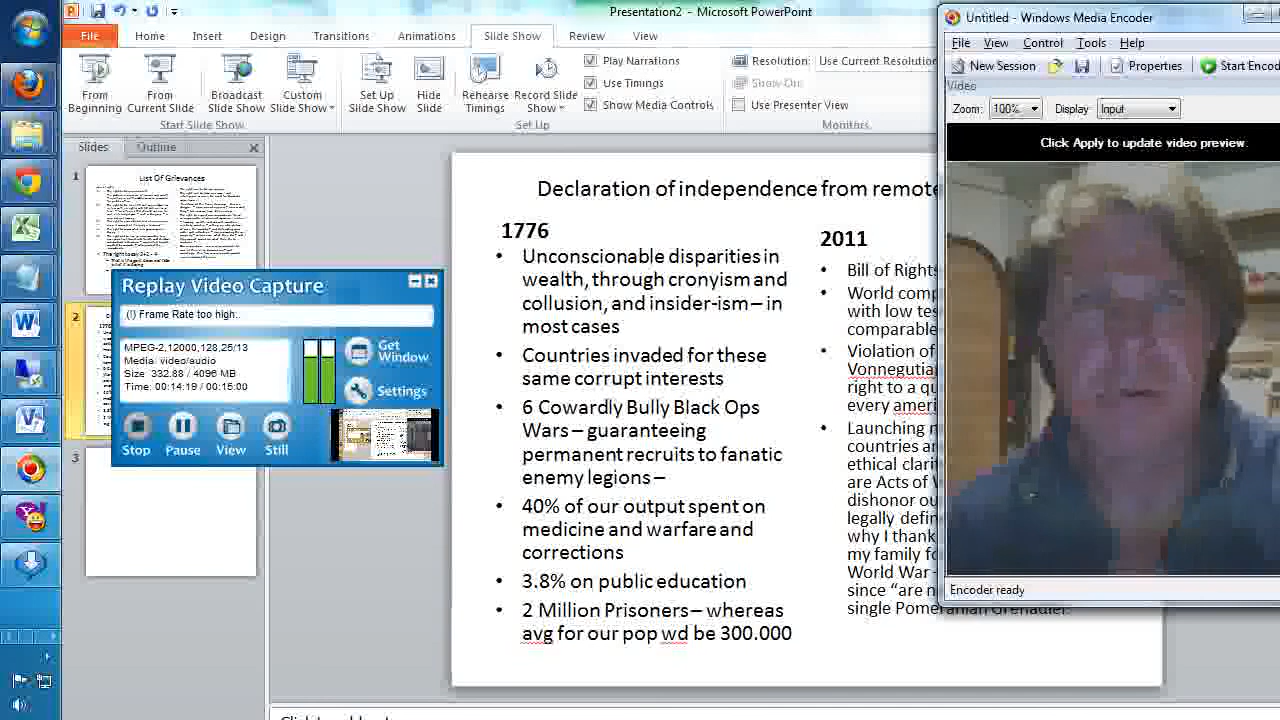 Presentation2 - Microsoft PowerPoint
File Home Insert Design Transitions Animations Slide Show Review View
From Beginning
From Current Slide
Broadcast Slide Show
Custom Slide Show
Set Up Slide Show
Hide Slide
Rehearse Timings
Record Slide Show
Play Narrations
Use Timings
Show Media Controls
Resolution: Use Current Resolution
Show On:
Use Presenter View
Start Slide Show
Set Up
Monitors
Slides Outline
1
List Of Grievances
2
3
Replay Video Capture
(!) Frame Rate too high..
MPEG-2,12000,128,25/13
Media: video/audio
Size 332.88 / 4096 MB
Time: 00:14:19 / 00:15:00
Get Window
Settings
Stop Pause View Still
Declaration of independence from remote
1776
• Unconscionable disparities in
wealth, through cronyism and
collusion, and insider-ism – in
most cases
• Countries invaded for these
same corrupt interests
• 6 Cowardly Bully Black Ops
Wars – guaranteeing
permanent recruits to fanatic
enemy legions –
• 40% of our output spent on
medicine and warfare and
corrections
• 3.8% on public education
• 2 Million Prisoners – whereas
avg for our pop wd be 300.000
2011
• Bill of Rights
• World comp
with low tes
comparable
• Violation of
Vonnegutian
right to a qu
every ameri
• Launching
countries an
ethical clarit
are Acts of
dishonor ou
legally defin
why I thank
my family fo
World War -
since “are n
single Pomeranian Grenadier.
Untitled - Windows Media Encoder
File View Control Tools Help
New Session Properties Start Encod
Video
Zoom: 100% Display: Input
Click Apply to update video preview.
Encoder ready